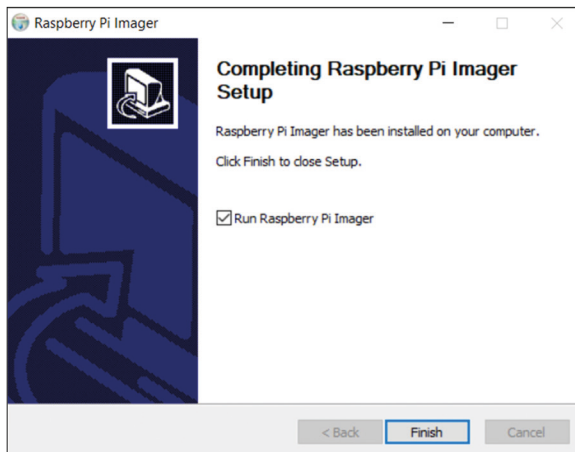 Raspberry Pi Imager
Completing Raspberry Pi Imager
Setup
Raspberry Pi Imager has been installed on your computer.
Click Finish to close Setup.
Run Raspberry Pi Imager
< Back
Finish
Cancel